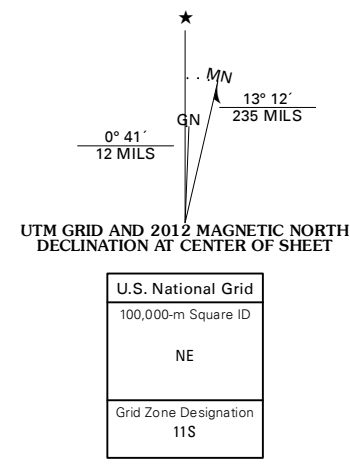 ★
MN
13° 12´
235 MILS
GN
0° 41´
12 MILS
UTM GRID AND 2012 MAGNETIC NORTH
DECLINATION AT CENTER OF SHEET
U.S. National Grid
100,000-m Square ID
NE
Grid Zone Designation
11S